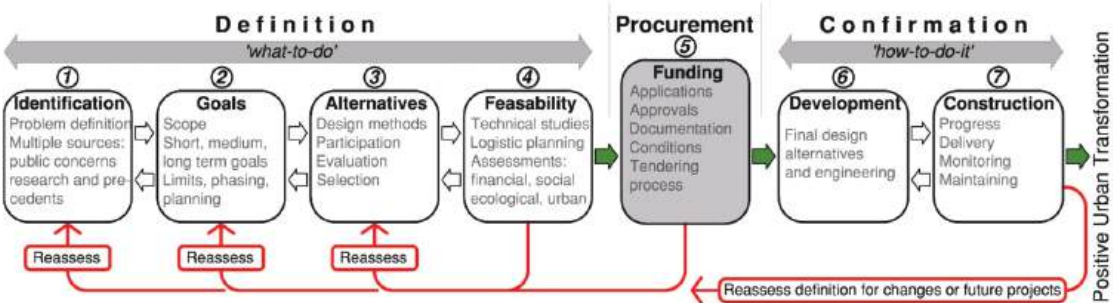 Definition
'what-to-do'
Procurement
Confirmation
'how-to-do-it'
1
Identification
Problem definition
Multiple sources:
public concerns
research and pre-
cedents
2
Goals
Scope
Short, medium,
long term goals
Limits, phasing,
planning
3
Alternatives
Design methods
Participation
Evaluation
Selection
4
Feasability
Technical studies
Logistic planning
Assessments:
financial, social
ecological, urban
5
Funding
Applications
Approvals
Documentation
Conditions
Tendering
process
6
Development
Final design
alternatives
and engineering
7
Construction
Progress
Delivery
Monitoring
Maintaining
Positive Urban Transformation
Reassess
Reassess
Reassess
Reassess definition for changes or future projects